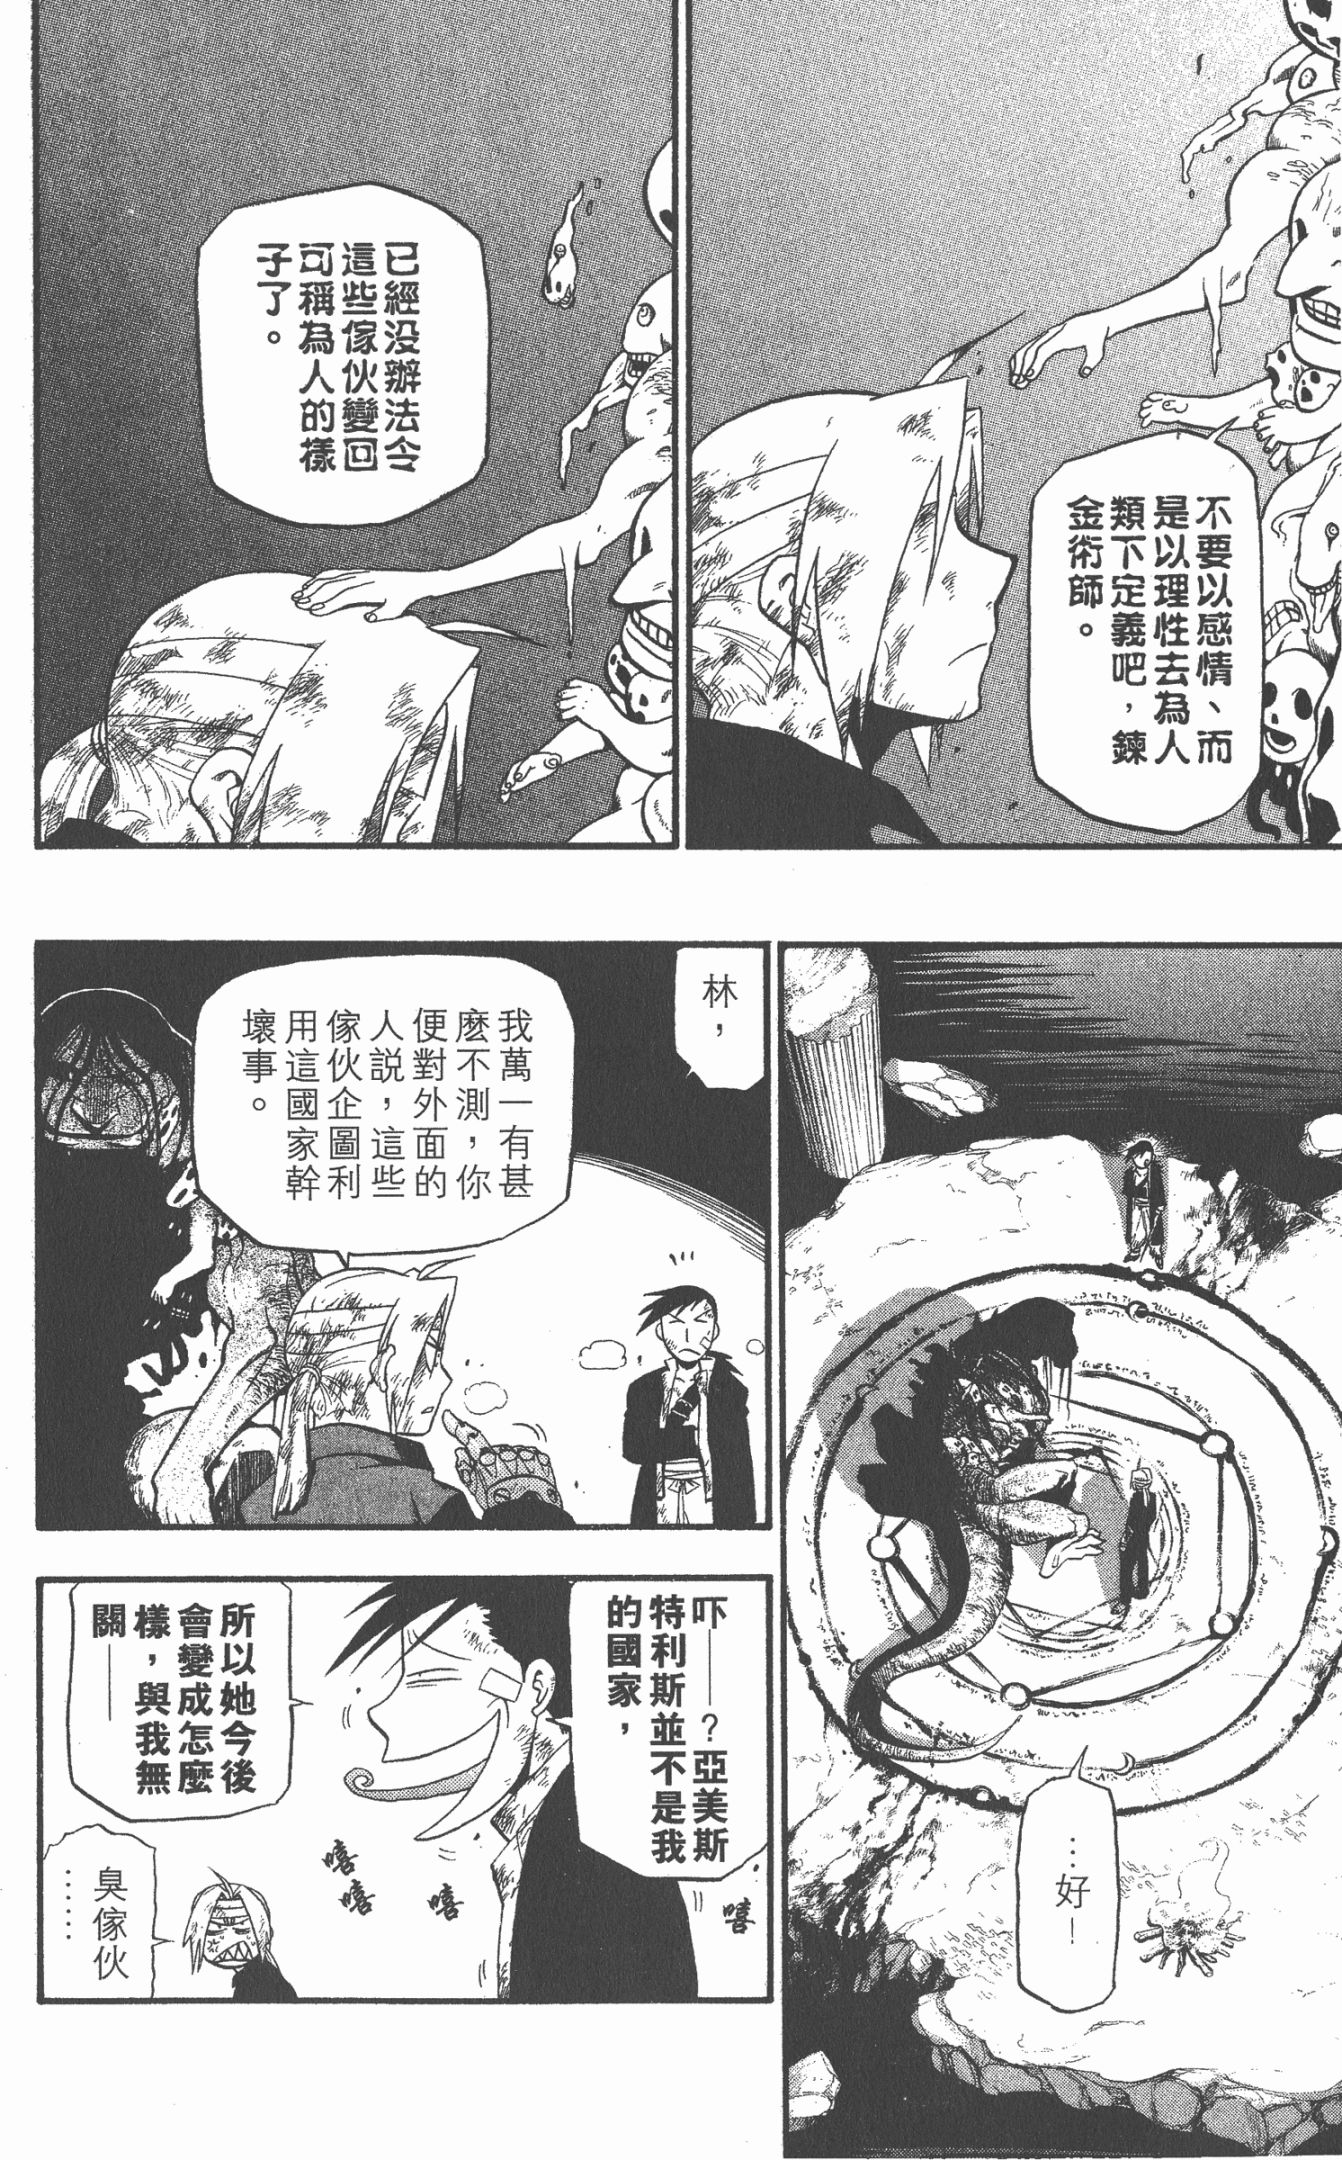 不要以感情、而
是以理性去為人
類下定義吧，鍊
金術師。
已經没辦法令
這些傢伙變回
可稱為人的樣
子了。
…好—
林，
我萬一有甚
麼不測，你
便對外面的
人説，這些
傢伙企圖利
用這國家幹
壞事。
吓——？亞美斯
特利斯並不是我
的國家，
所以她今後
會變成怎麼
樣，與我無
關——
嘻
嘻
嘻
嘻
臭傢伙
……